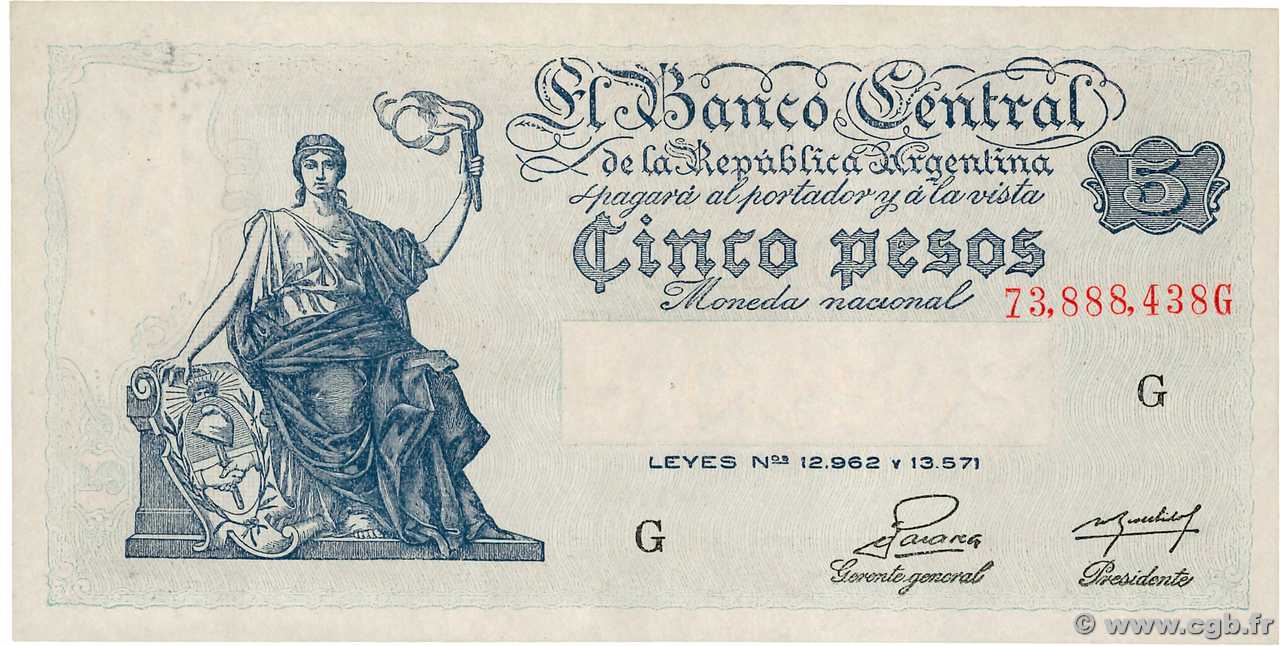 El Banco Central
de la República Argentina
pagará al portador y á la vista
5
Cinco pesos
Moneda nacional
73,888,438G
G
LEYES Nos 12.962 Y 13.571
G
Gerente general
Presidente
© www.cgb.fr